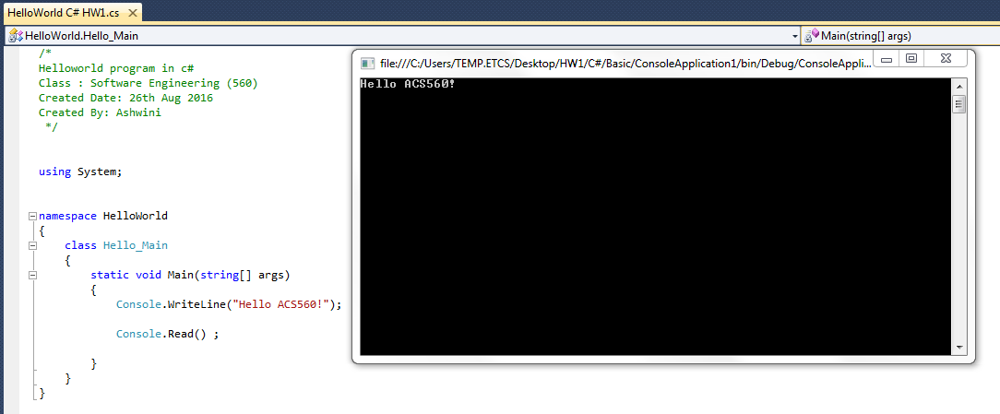 HelloWorld C# HW1.cs
HelloWorld.Hello_Main
Main(string[] args)
/*
Helloworld program in c#
Class : Software Engineering (560)
Created Date: 26th Aug 2016
Created By: Ashwini
*/
using System;
namespace HelloWorld
{
class Hello_Main
{
static void Main(string[] args)
{
Console.WriteLine("Hello ACS560!");
Console.Read() ;
}
}
}
file:///C:/Users/TEMP.ETCS/Desktop/HW1/C#/Basic/ConsoleApplication1/bin/Debug/ConsoleAppli...
Hello ACS560!